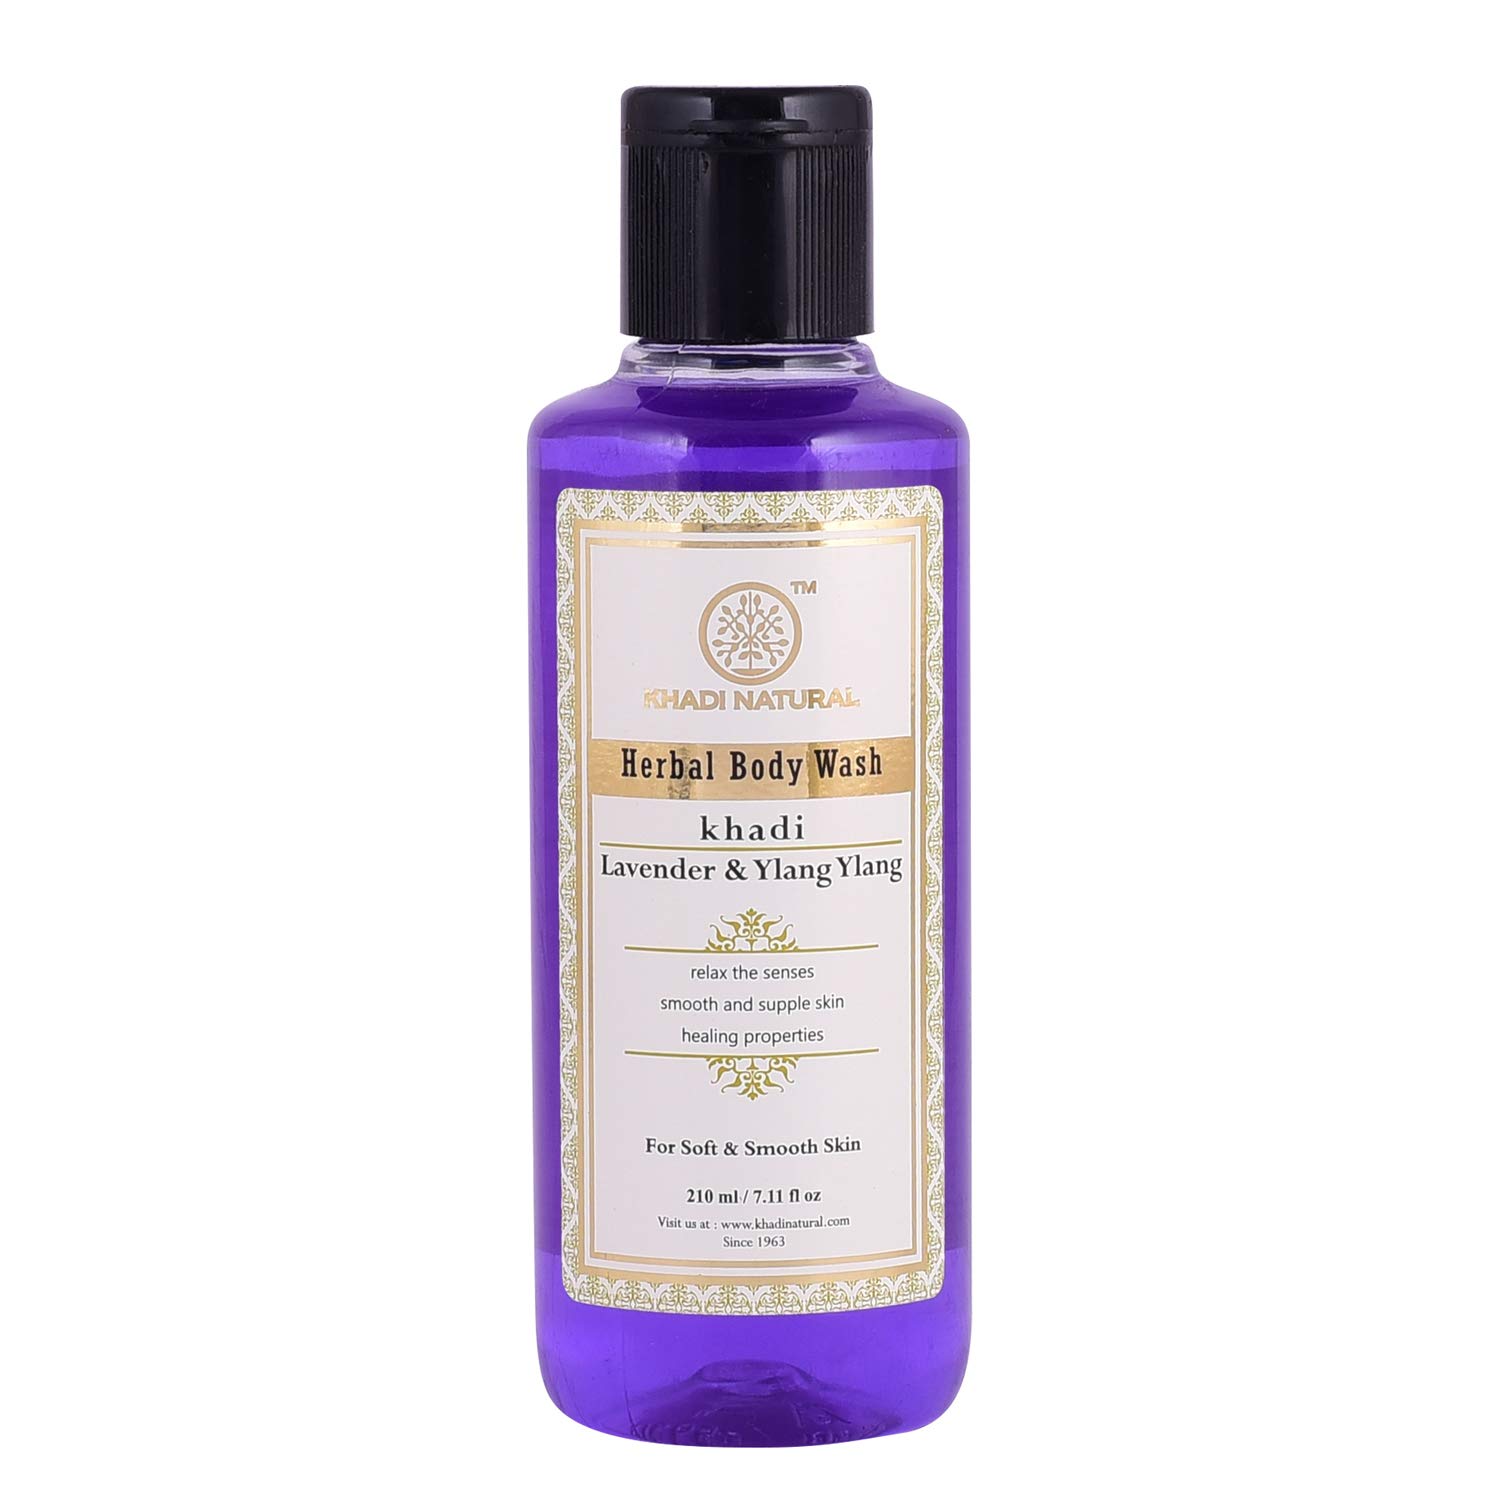 TM
KHADI NATURAL
Herbal Body Wash
khadi
Lavender & Ylang Ylang
relax the senses
smooth and supple skin
healing properties
For Soft & Smooth Skin
210 ml / 7.11 fl oz
Visit us at : www.khadinatural.com
Since 1963